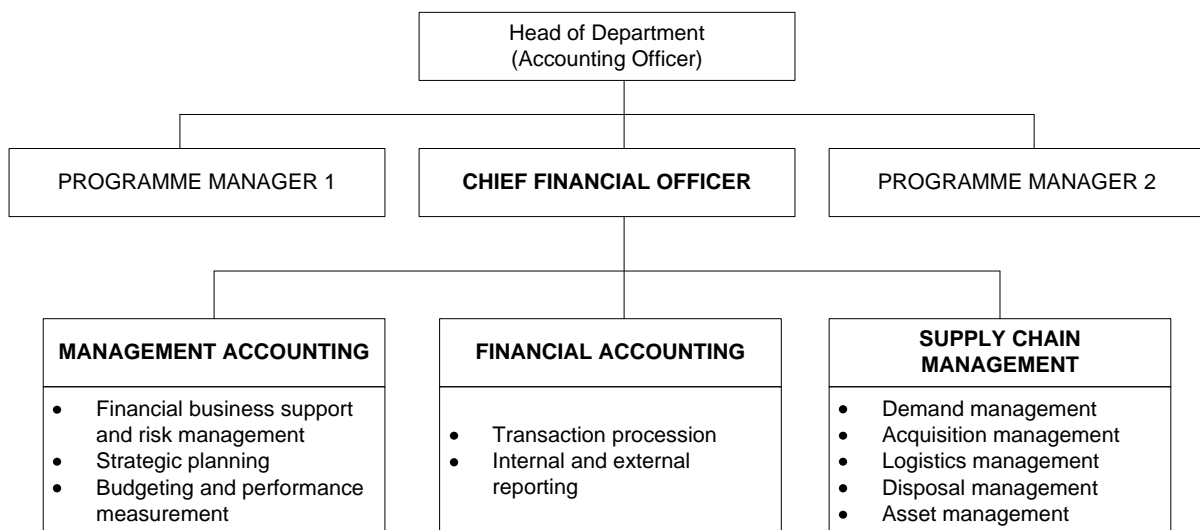 Head of Department
(Accounting Officer)
PROGRAMME MANAGER 1
CHIEF FINANCIAL OFFICER
PROGRAMME MANAGER 2
MANAGEMENT ACCOUNTING
• Financial business support
and risk management
• Strategic planning
• Budgeting and performance
measurement
FINANCIAL ACCOUNTING
• Transaction procession
• Internal and external
reporting
SUPPLY CHAIN
MANAGEMENT
• Demand management
• Acquisition management
• Logistics management
• Disposal management
• Asset management